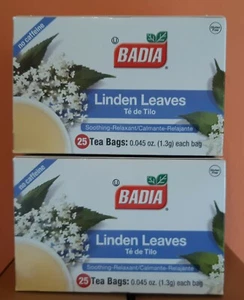 no caffeine
BADIA
Linden Leaves
Té de Tilo
Soothing-Relaxant/Calmante-Relajante
25 Tea Bags: 0.045 oz. (1.3g) each bag
no caffeine
BADIA
Linden Leaves
Té de Tilo
Soothing-Relaxant/Calmante-Relajante
25 Tea Bags: 0.045 oz. (1.3g) each bag